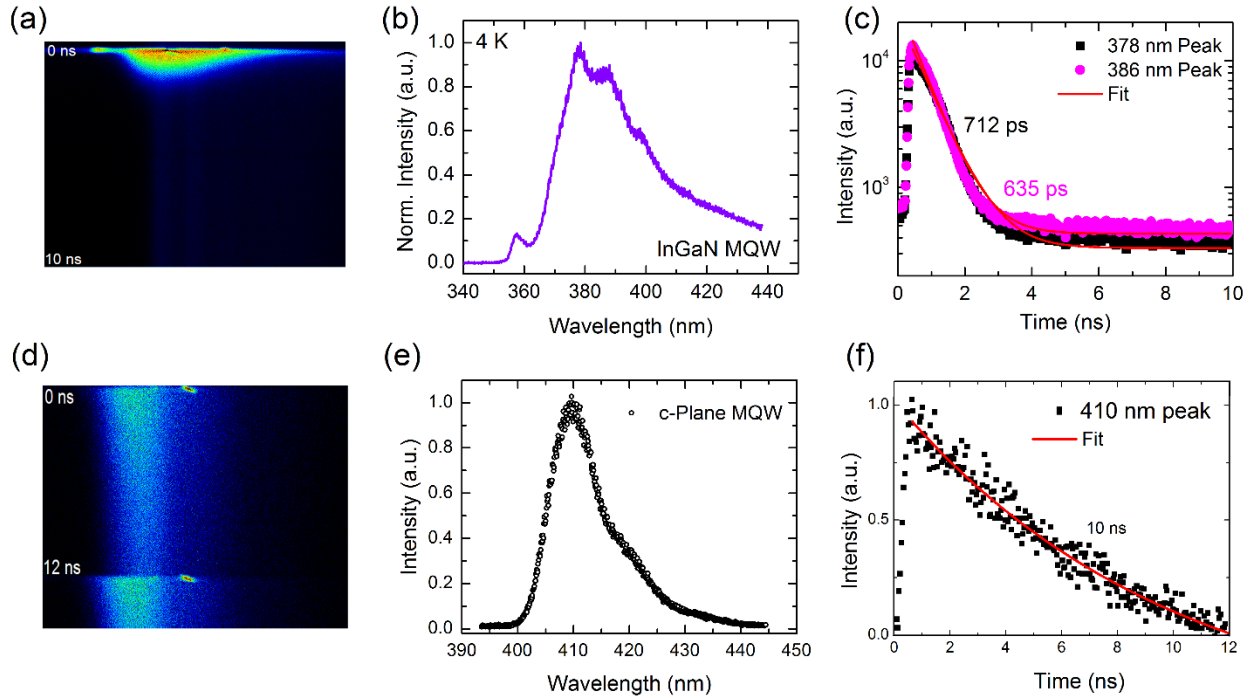 (a)
0 ns
10 ns
(b)
1.0
0.8
0.6
0.4
0.2
0.0
Norm. Intensity (a.u.)
4 K
InGaN MQW
340 360 380 400 420 440
Wavelength (nm)
(c)
10⁴
10³
Intensity (a.u.)
378 nm Peak
386 nm Peak
Fit
712 ps
635 ps
0 2 4 6 8 10
Time (ns)
(d)
0 ns
12 ns
(e)
1.0
0.8
0.6
0.4
0.2
0.0
Intensity (a.u.)
c-Plane MQW
390 400 410 420 430 440 450
Wavelength (nm)
(f)
1.0
0.5
0.0
Intensity (a.u.)
410 nm peak
Fit
10 ns
0 2 4 6 8 10 12
Time (ns)